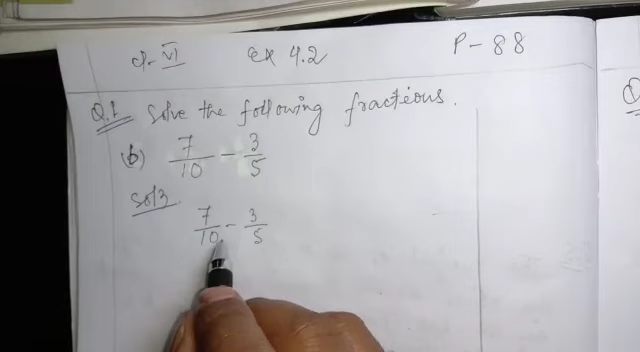 cl- VI Ex 4.2 P-88
Q.1 Solve the following fractions.
(b) 7/10 - 3/5
Sol
7/10 - 3/5